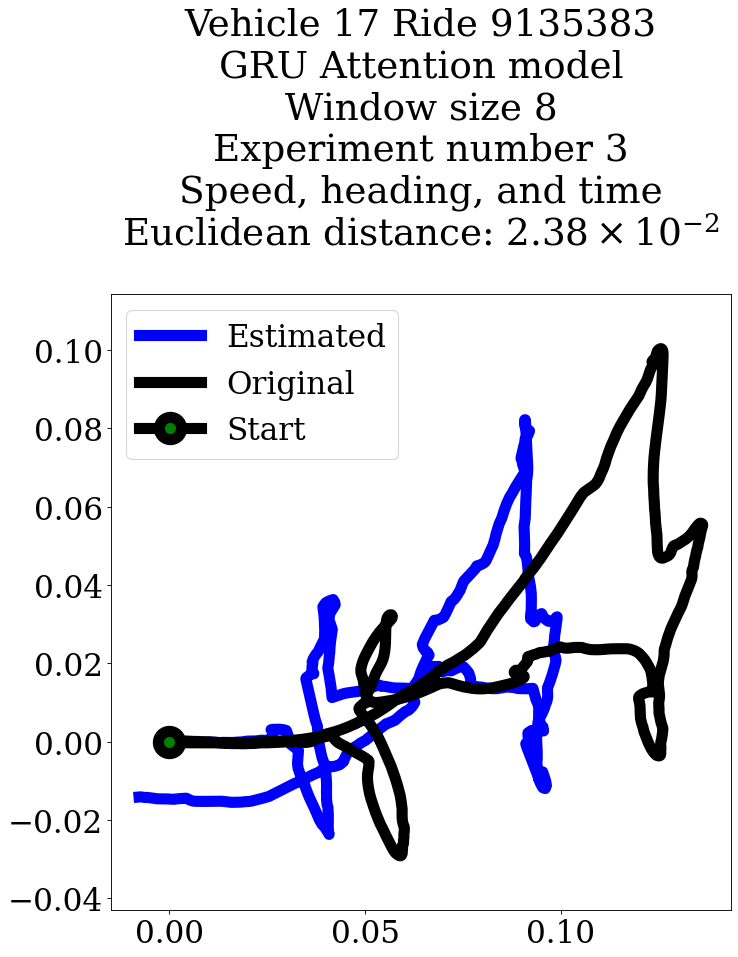 Vehicle 17 Ride 9135383
GRU Attention model
Window size 8
Experiment number 3
Speed, heading, and time
Euclidean distance: 2.38 × 10⁻²
Estimated
Original
Start
0.10
0.08
0.06
0.04
0.02
0.00
−0.02
−0.04
0.00 0.05 0.10